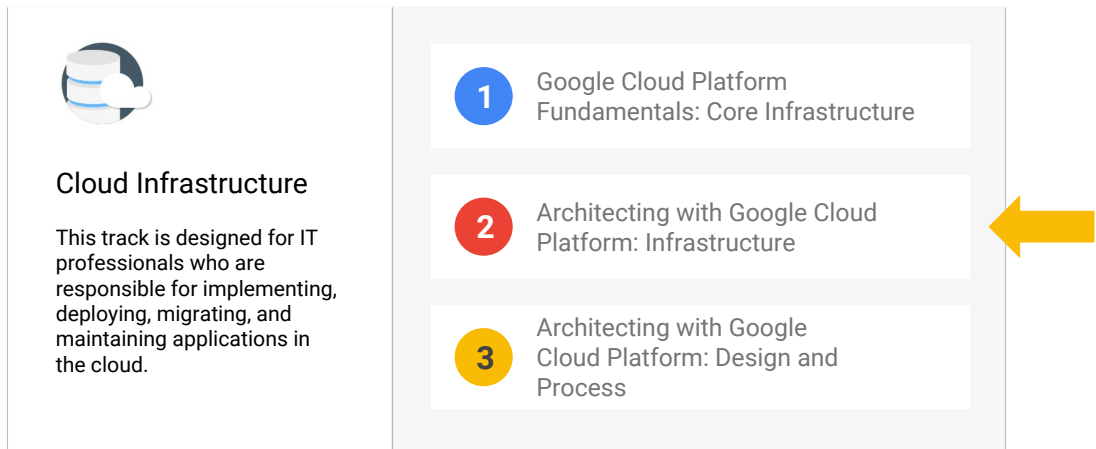 Cloud Infrastructure
This track is designed for IT
professionals who are
responsible for implementing,
deploying, migrating, and
maintaining applications in
the cloud.
1
Google Cloud Platform
Fundamentals: Core Infrastructure
2
Architecting with Google Cloud
Platform: Infrastructure
3
Architecting with Google
Cloud Platform: Design and
Process